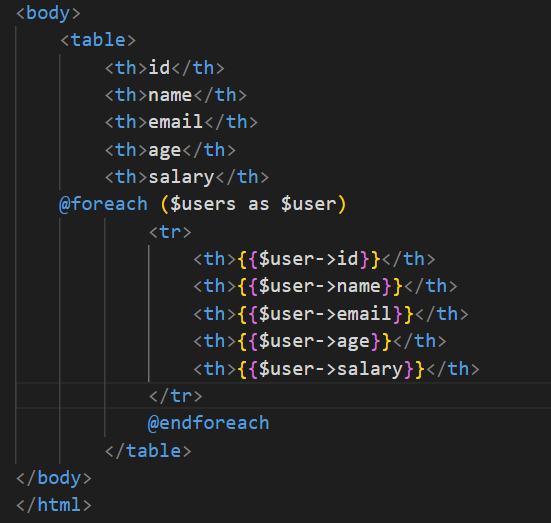 <body>
<table>
<th>id</th>
<th>name</th>
<th>email</th>
<th>age</th>
<th>salary</th>
@foreach ($users as $user)
<tr>
<th>{{$user->id}}</th>
<th>{{$user->name}}</th>
<th>{{$user->email}}</th>
<th>{{$user->age}}</th>
<th>{{$user->salary}}</th>
</tr>
@endforeach
</table>
</body>
</html>